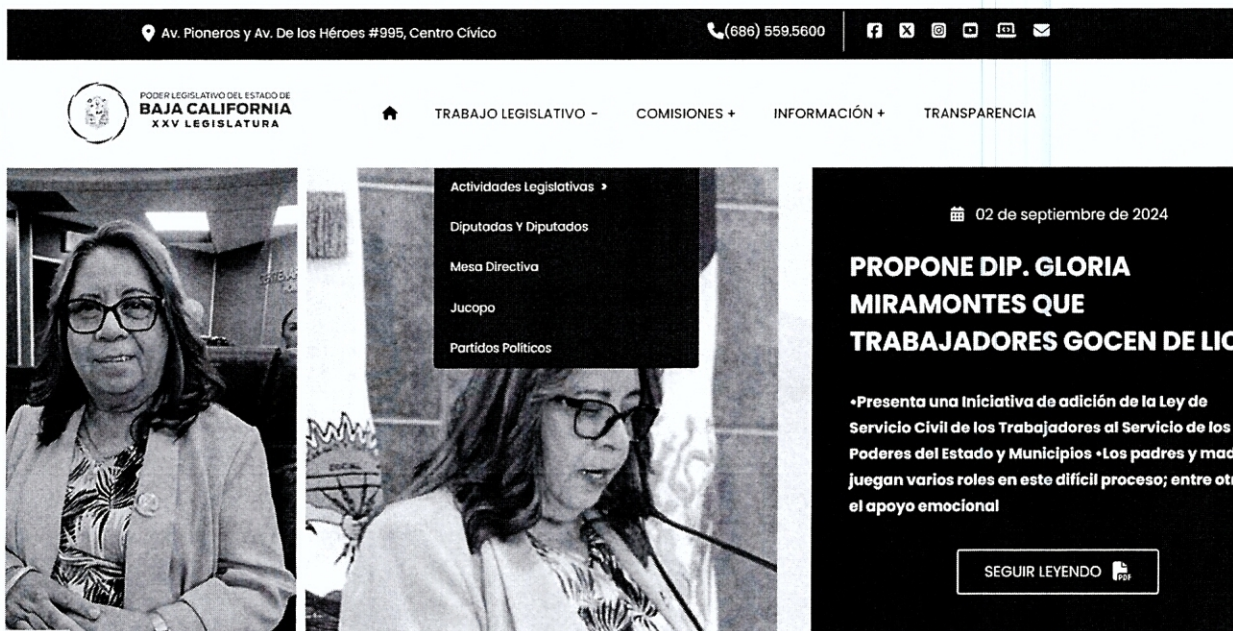 Av. Pioneros y Av. De los Héroes #995, Centro Cívico
(686) 559.5600
PODER LEGISLATIVO DEL ESTADO DE
BAJA CALIFORNIA
XXV LEGISLATURA
TRABAJO LEGISLATIVO -
COMISIONES +
INFORMACIÓN +
TRANSPARENCIA
Actividades Legislativas >
Diputadas Y Diputados
Mesa Directiva
Jucopo
Partidos Políticos
02 de septiembre de 2024
PROPONE DIP. GLORIA
MIRAMONTES QUE
TRABAJADORES GOCEN DE LIC
•Presenta una Iniciativa de adición de la Ley de
Servicio Civil de los Trabajadores al Servicio de los
Poderes del Estado y Municipios •Los padres y mad
juegan varios roles en este difícil proceso; entre otr
el apoyo emocional
SEGUIR LEYENDO
PDF